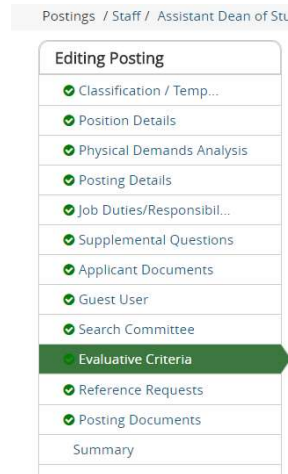 Postings / Staff / Assistant Dean of Stu
Editing Posting
Classification / Temp...
Position Details
Physical Demands Analysis
Posting Details
Job Duties/Responsibil...
Supplemental Questions
Applicant Documents
Guest User
Search Committee
Evaluative Criteria
Reference Requests
Posting Documents
Summary